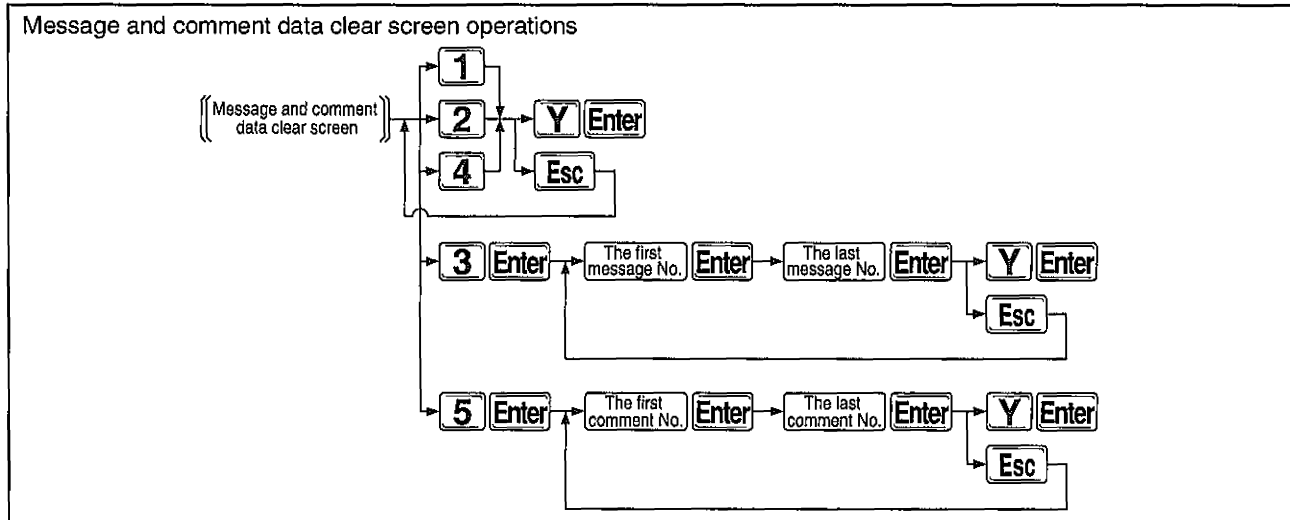 Message and comment data clear screen operations
1
Message and comment
data clear screen
2
Y Enter
4
Esc
3 Enter
The first
message No.
Enter
The last
message No.
Enter
Y Enter
Esc
5 Enter
The first
comment No.
Enter
The last
comment No.
Enter
Y Enter
Esc